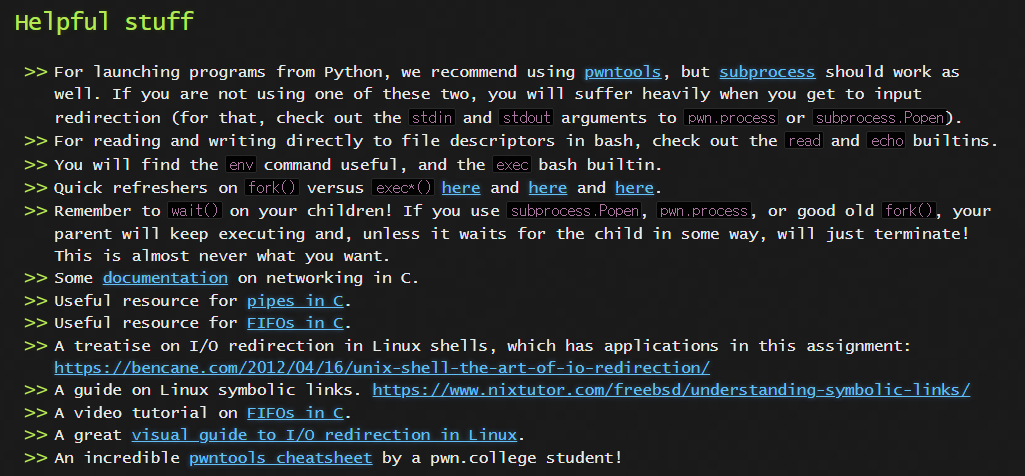 Helpful stuff
>> For launching programs from Python, we recommend using pwntools, but subprocess should work as
well. If you are not using one of these two, you will suffer heavily when you get to input
redirection (for that, check out the stdin and stdout arguments to pwn.process or subprocess.Popen).
>> For reading and writing directly to file descriptors in bash, check out the read and echo builtins.
>> You will find the env command useful, and the exec bash builtin.
>> Quick refreshers on fork() versus exec*() here and here and here.
>> Remember to wait() on your children! If you use subprocess.Popen, pwn.process, or good old fork(), your
parent will keep executing and, unless it waits for the child in some way, will just terminate!
This is almost never what you want.
>> Some documentation on networking in C.
>> Useful resource for pipes in C.
>> Useful resource for FIFOs in C.
>> A treatise on I/O redirection in Linux shells, which has applications in this assignment:
https://bencane.com/2012/04/16/unix-shell-the-art-of-io-redirection/
>> A guide on Linux symbolic links. https://www.nixtutor.com/freebsd/understanding-symbolic-links/
>> A video tutorial on FIFOs in C.
>> A great visual guide to I/O redirection in Linux.
>> An incredible pwntools cheatsheet by a pwn.college student!